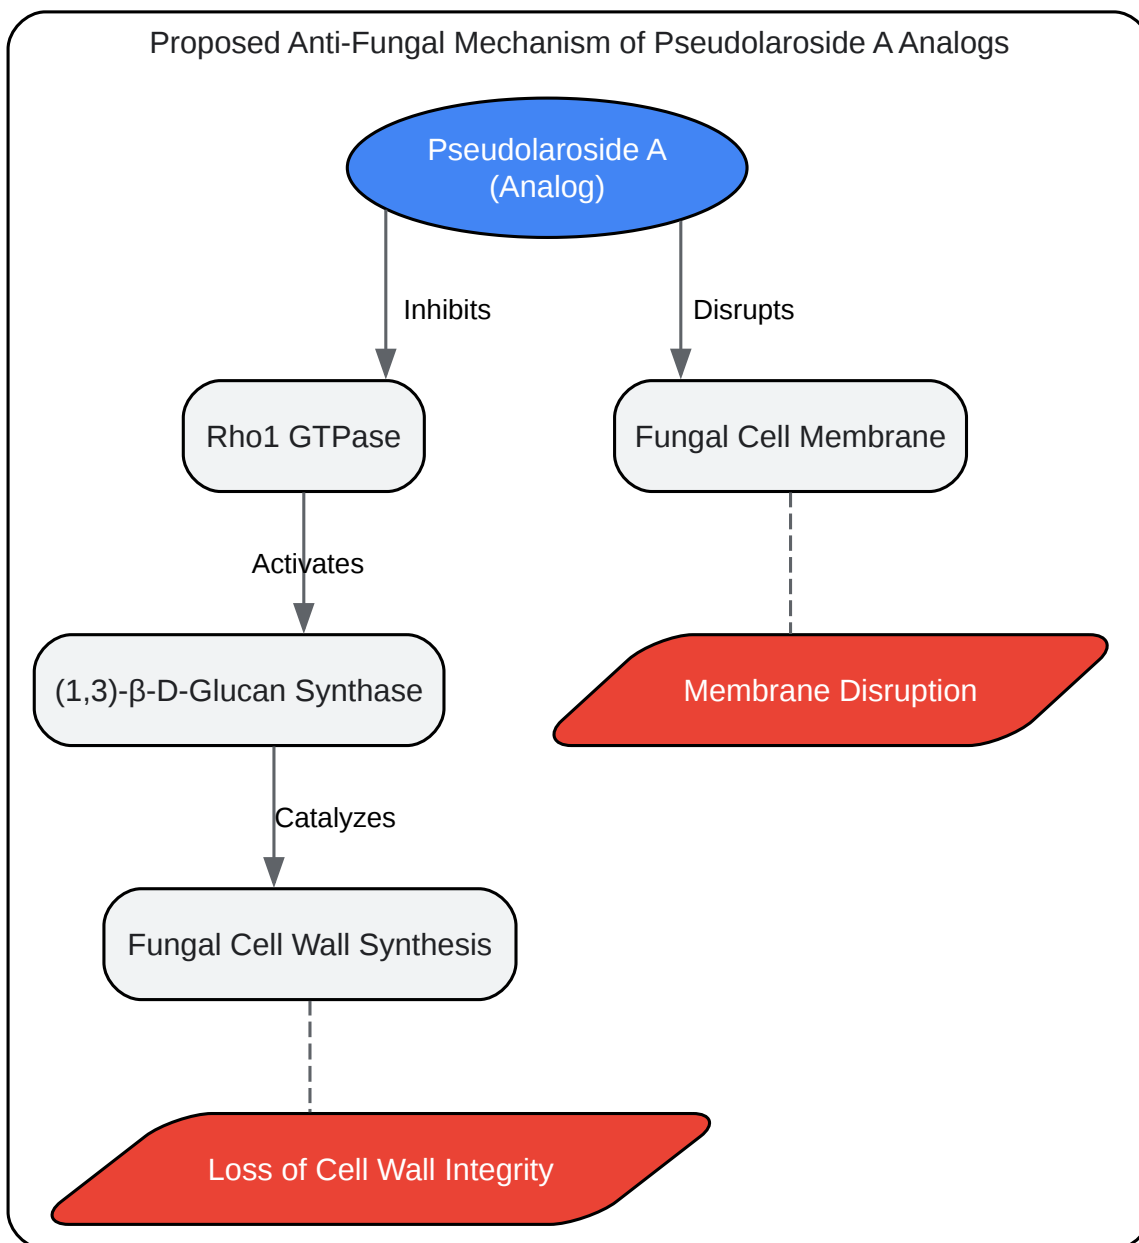 Proposed Anti-Fungal Mechanism of Pseudolaroside A Analogs
Pseudolaroside A
(Analog)
Inhibits
Disrupts
Rho1 GTPase
Fungal Cell Membrane
Activates
(1,3)-β-D-Glucan Synthase
Membrane Disruption
Catalyzes
Fungal Cell Wall Synthesis
Loss of Cell Wall Integrity